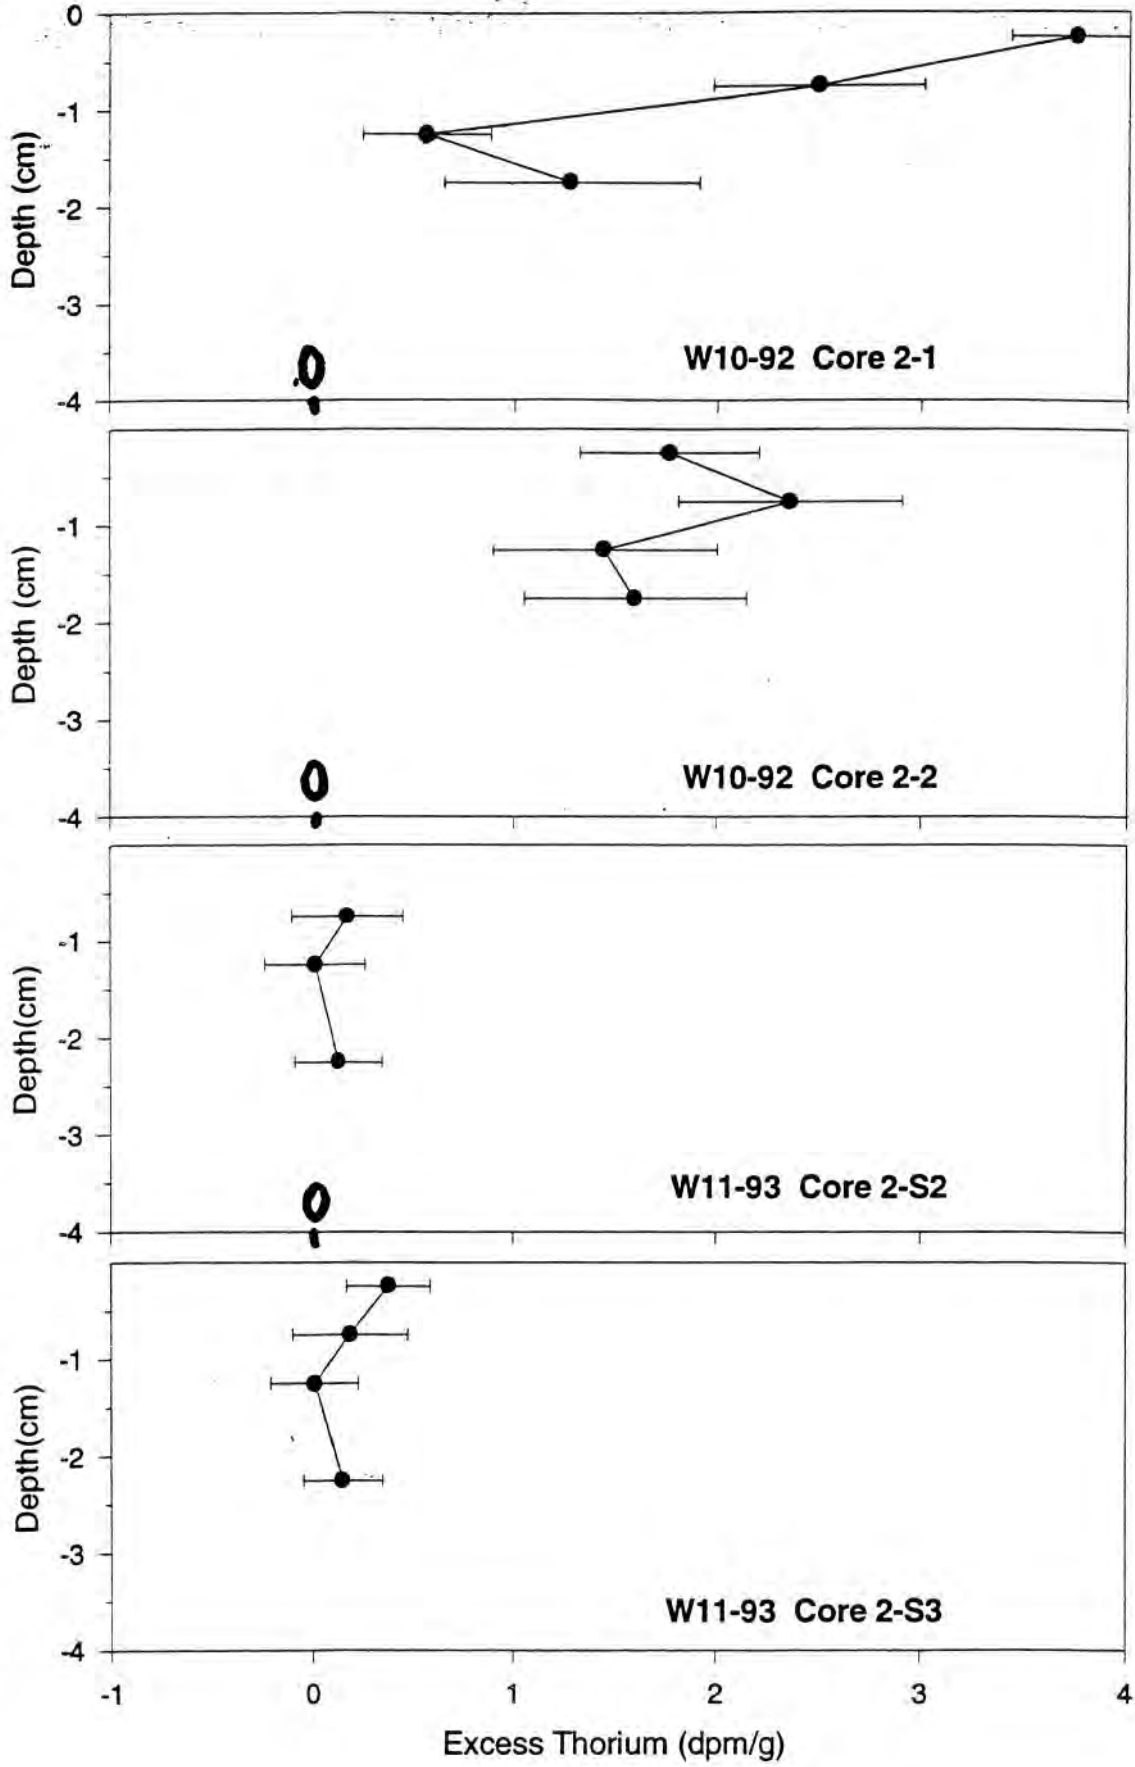 0
-1
-2
-3
-4
Depth (cm)
0
W10-92 Core 2-1
-1
-2
-3
-4
Depth (cm)
0
W10-92 Core 2-2
-1
-2
-3
-4
Depth(cm)
0
W11-93 Core 2-S2
-1
-2
-3
-4
Depth(cm)
W11-93 Core 2-S3
-1 0 1 2 3 4
Excess Thorium (dpm/g)